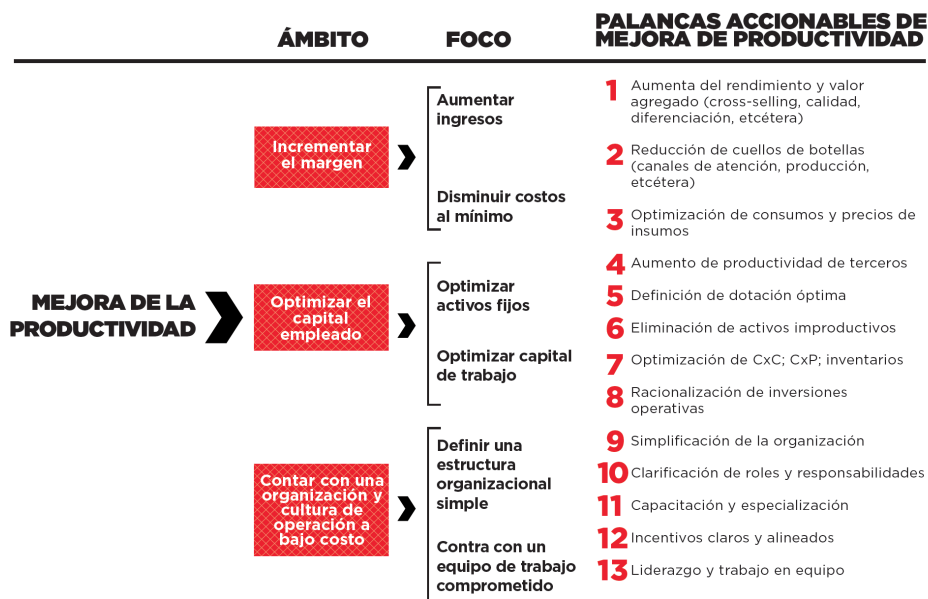 ÁMBITO
FOCO
PALANCAS ACCIONABLES DE
MEJORA DE PRODUCTIVIDAD
MEJORA DE LA
PRODUCTIVIDAD
Incrementar
el margen
Aumentar
ingresos
Disminuir costos
al mínimo
Optimizar el
capital
empleado
Optimizar
activos fijos
Optimizar capital
de trabajo
Contar con una
organización y
cultura de
operación a
bajo costo
Definir una
estructura
organizacional
simple
Contra con un
equipo de trabajo
comprometido
1 Aumenta del rendimiento y valor
agregado (cross-selling, calidad,
diferenciación, etcétera)
2 Reducción de cuellos de botellas
(canales de atención, producción,
etcétera)
3 Optimización de consumos y precios de
insumos
4 Aumento de productividad de terceros
5 Definición de dotación óptima
6 Eliminación de activos improductivos
7 Optimización de CxC; CxP; inventarios
8 Racionalización de inversiones
operativas
9 Simplificación de la organización
10 Clarificación de roles y responsabilidades
11 Capacitación y especialización
12 Incentivos claros y alineados
13 Liderazgo y trabajo en equipo